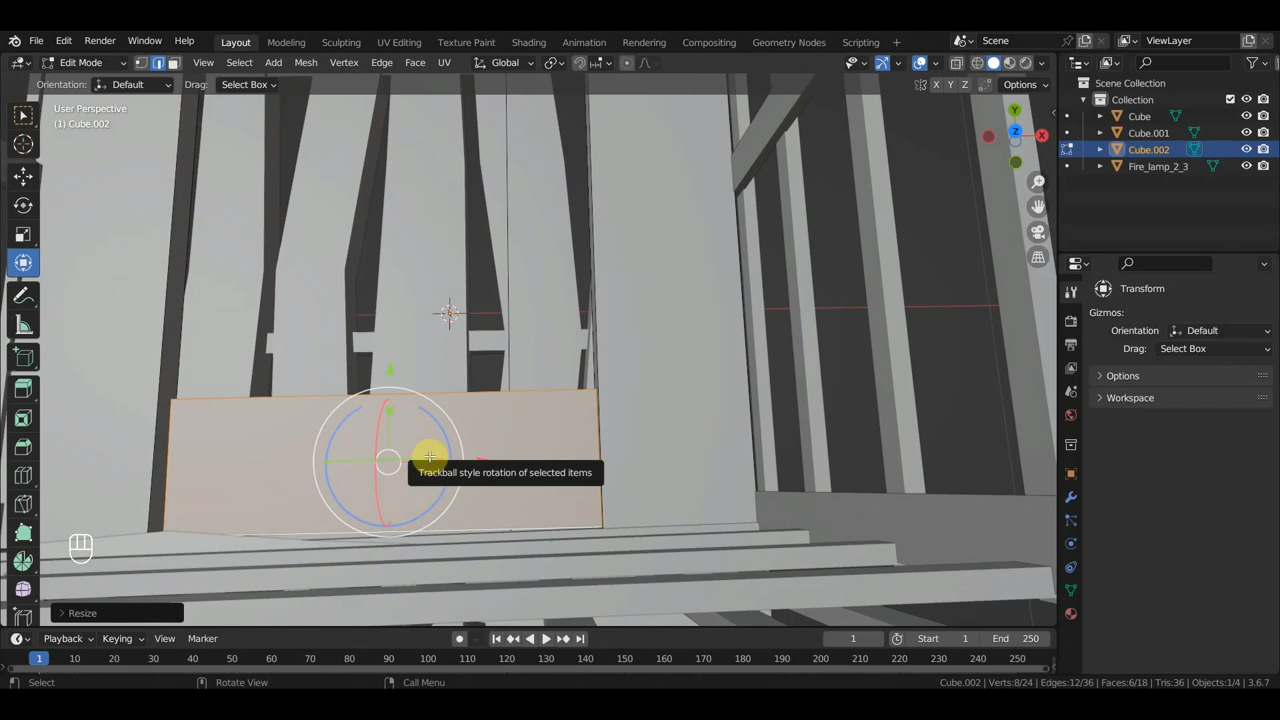 File Edit Render Window Help Layout Modeling Sculpting UV Editing Texture Paint Shading Animation Rendering Compositing Geometry Nodes Scripting + Scene ViewLayer
Edit Mode View Select Add Mesh Vertex Edge Face UV Global
Orientation: Default Drag: Select Box X Y Z Options
Scene Collection
Collection
Cube
Cube.001
Cube.002
Fire_lamp_2_3
User Perspective
(1) Cube.002
Y
Z
X
Transform
Gizmos:
Orientation Default
Drag: Select Box
Options
Workspace
Trackball style rotation of selected items
Resize
Playback Keying View Marker 1 Start 1 End 250
1 10 20 30 40 50 60 70 80 90 100 110 120 130 140 150 160 170 180 190 200 210 220 230 240 250
Select Rotate View Call Menu Cube.002 | Verts:8/24 | Edges:12/36 | Faces:6/18 | Tris:36 | Objects:1/4 | 3.6.7